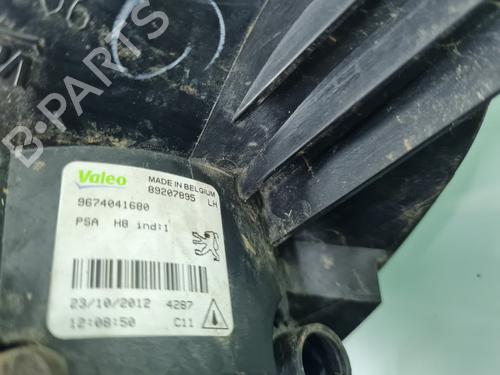 B-PARTS
Valeo
MADE IN BELGIUM
89207895 LH
9674041680
PSA H8 ind:1
23/10/2012 4287
12:08:50 C11